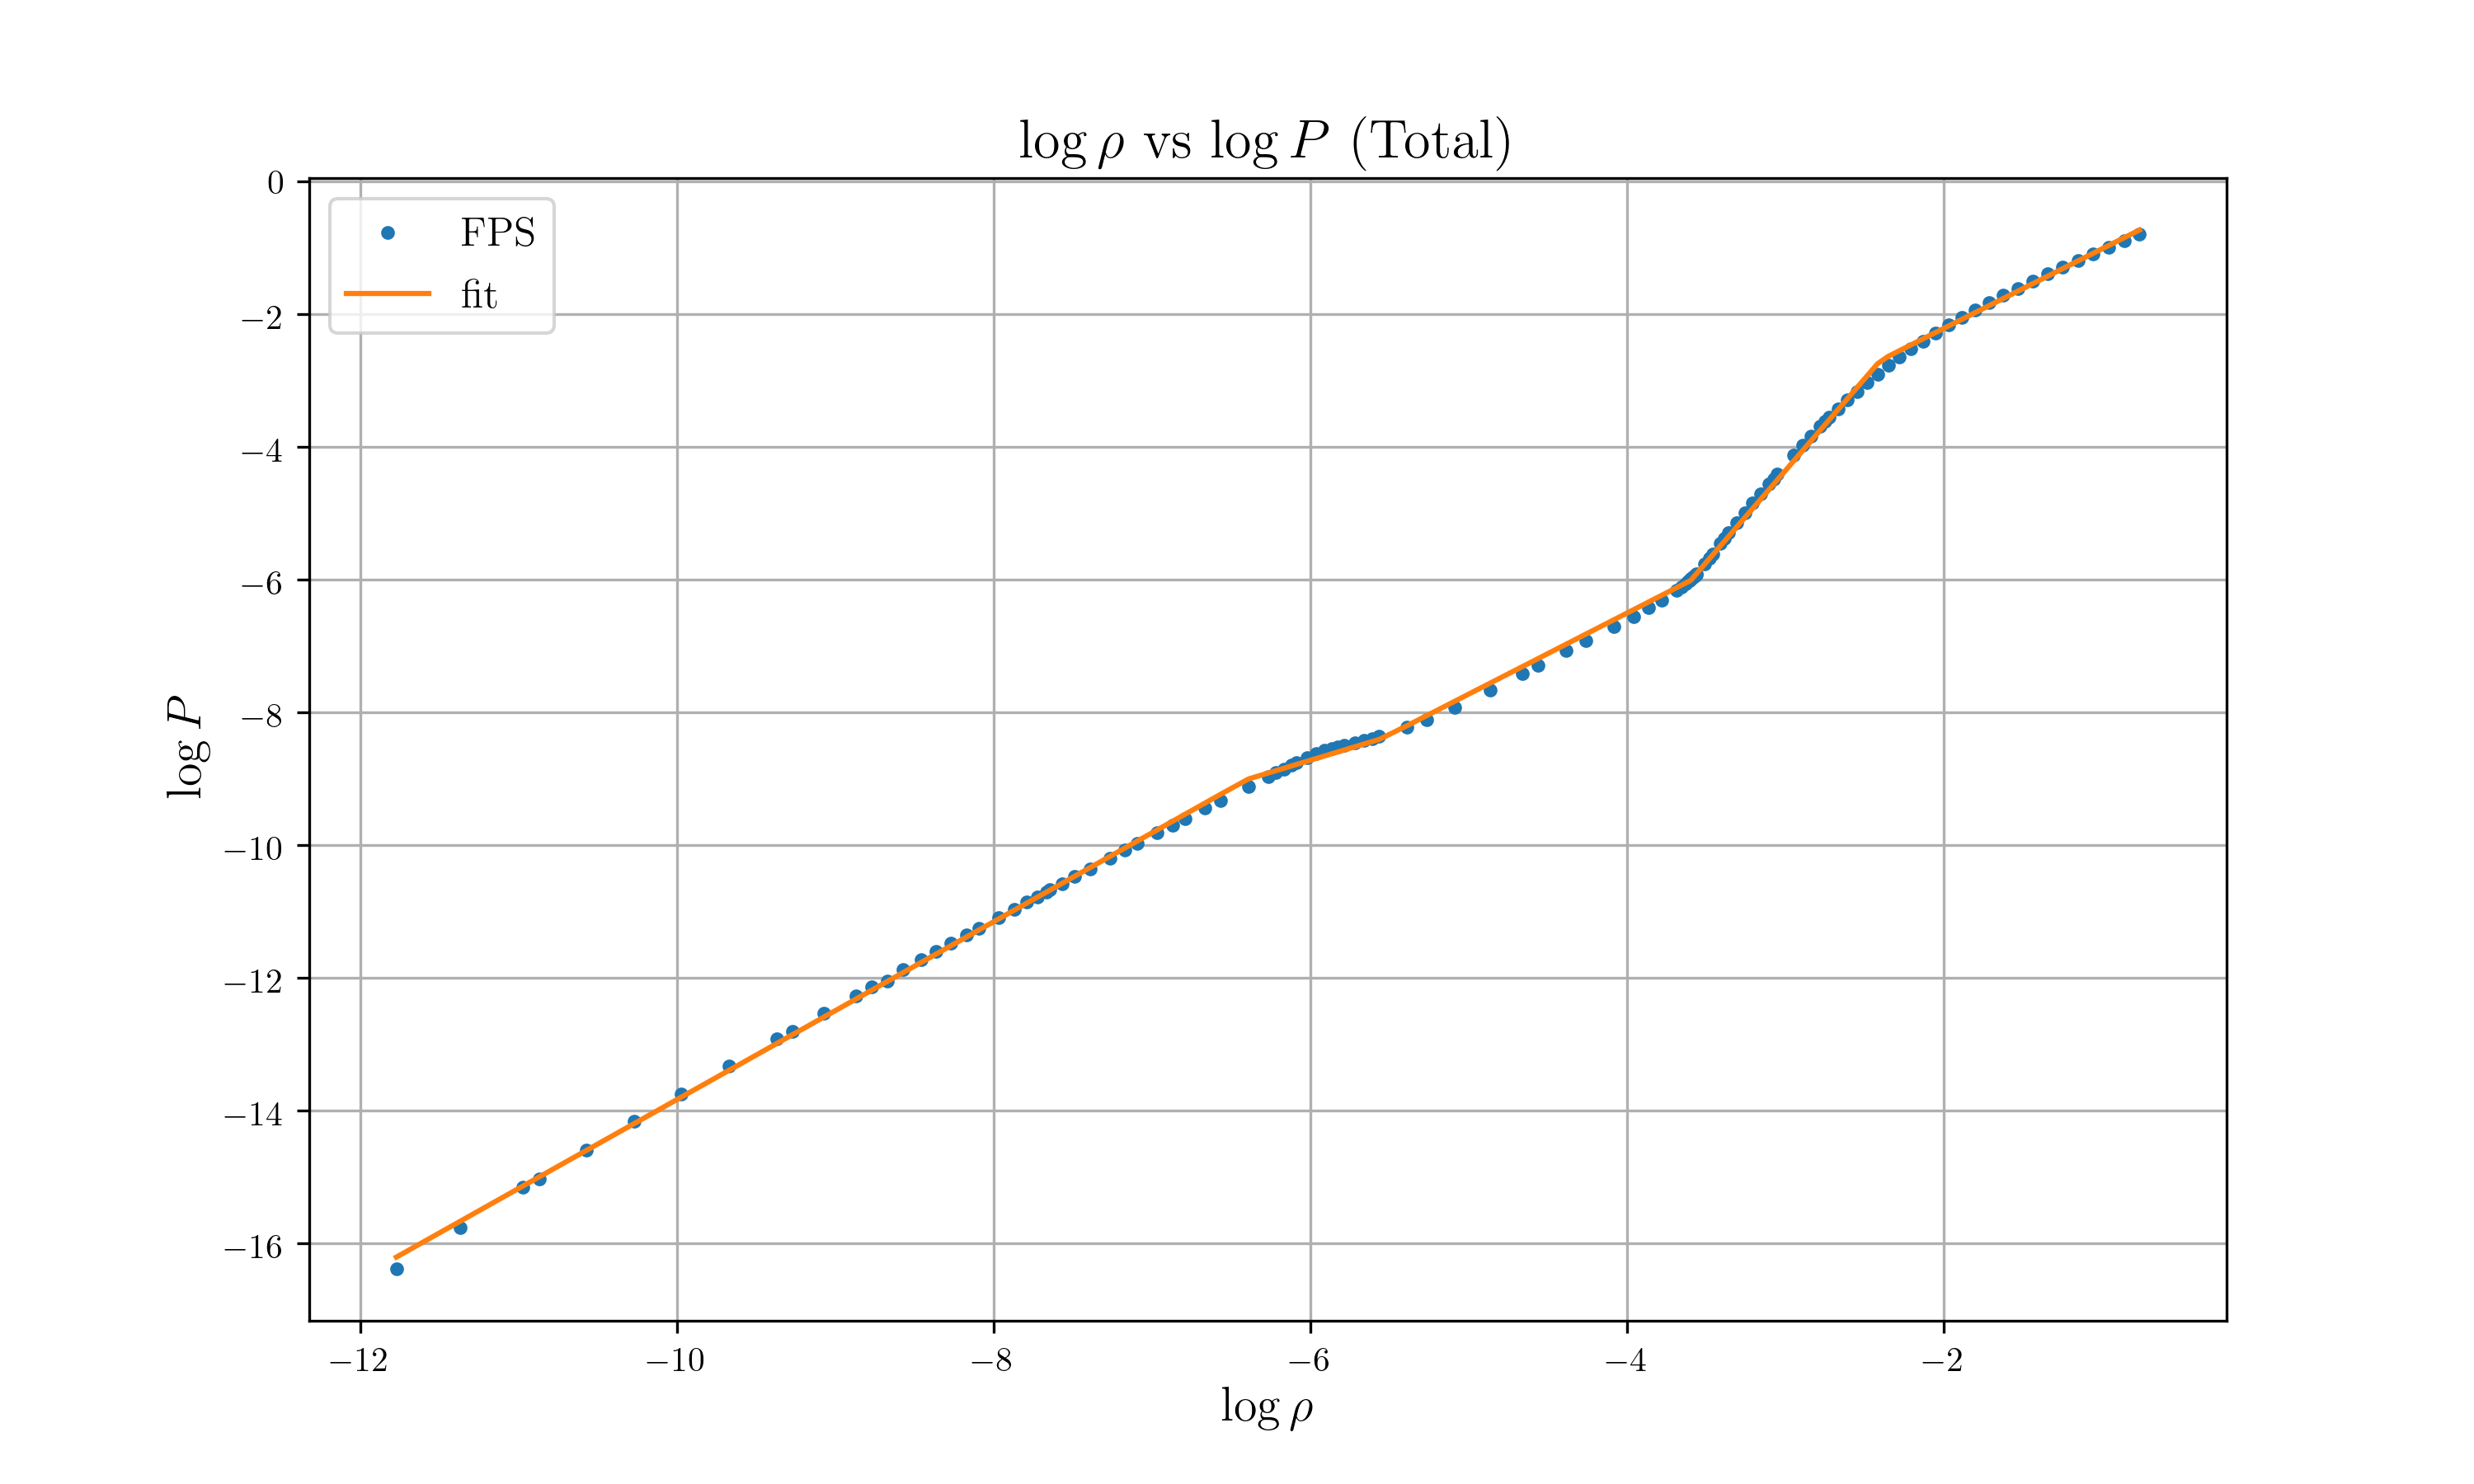 log ρ vs log P (Total)
FPS
fit
0
−2
−4
−6
−8
−10
−12
−14
−16
log P
−12 −10 −8 −6 −4 −2
log ρ